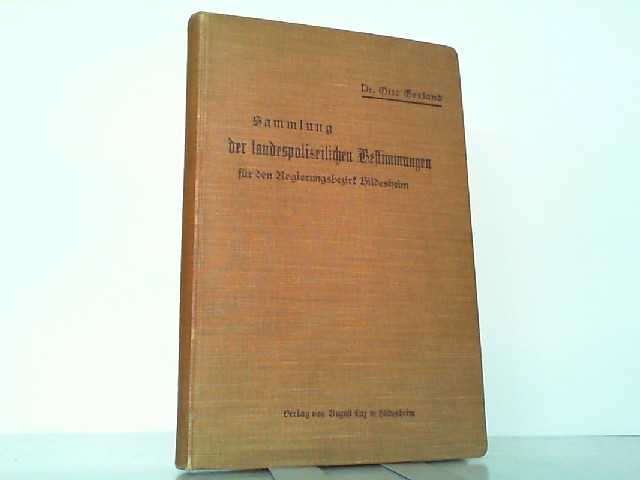 Dr. Otto Gerland
Sammlung
der landespolizeilichen Bestimmungen
für den Regierungsbezirk Hildesheim
Verlag von August Lax in Hildesheim